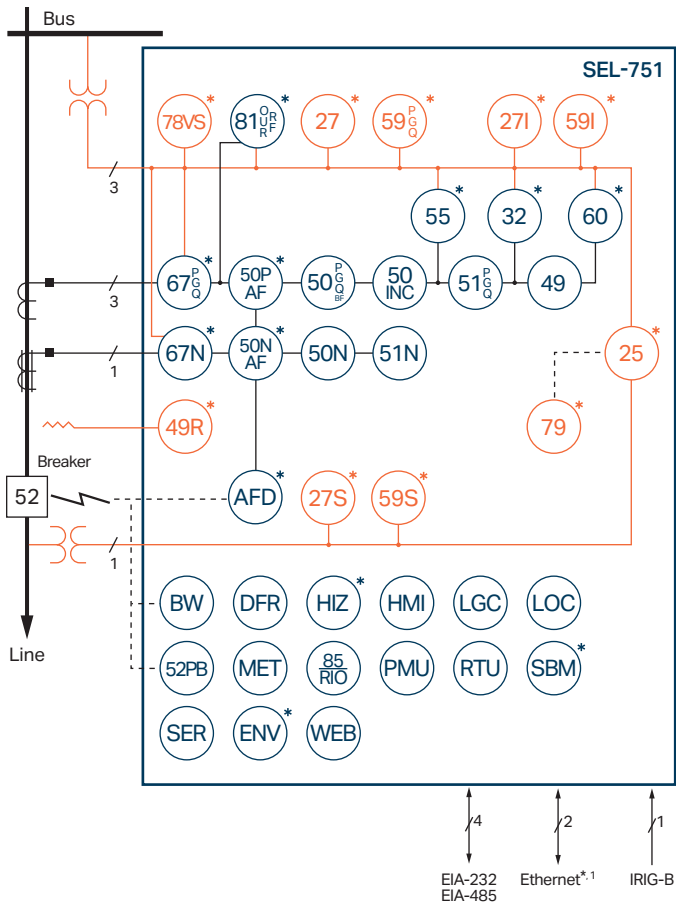 Bus
SEL-751
78VS* 81 O U R R F * 27* 59 P G Q * 27I* 59I*
3
55* 32* 60*
67 P G Q * 50P AF* 50 P G Q BF 50 INC 51 P G Q 49
3
67N* 50N AF* 50N 51N 25*
1
49R* 79*
Breaker
52 AFD* 27S* 59S*
1
BW DFR HIZ* HMI LGC LOC
Line
52PB MET 85 RIO PMU RTU SBM*
SER ENV* WEB
4 2 1
EIA-232 Ethernet*,1 IRIG-B
EIA-485